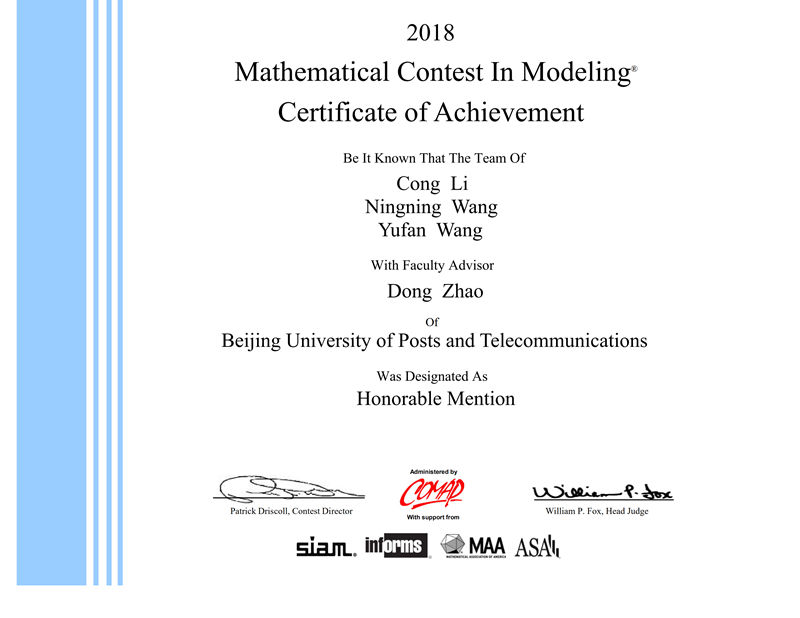 2018
Mathematical Contest In Modeling®
Certificate of Achievement
Be It Known That The Team Of
Cong Li
Ningning Wang
Yufan Wang
With Faculty Advisor
Dong Zhao
Of
Beijing University of Posts and Telecommunications
Was Designated As
Honorable Mention
Administered by
COMAP
With support from
Patrick Driscoll, Contest Director
William P. Fox
William P. Fox, Head Judge
siam.
informs
MAA
MATHEMATICAL ASSOCIATION OF AMERICA
ASA